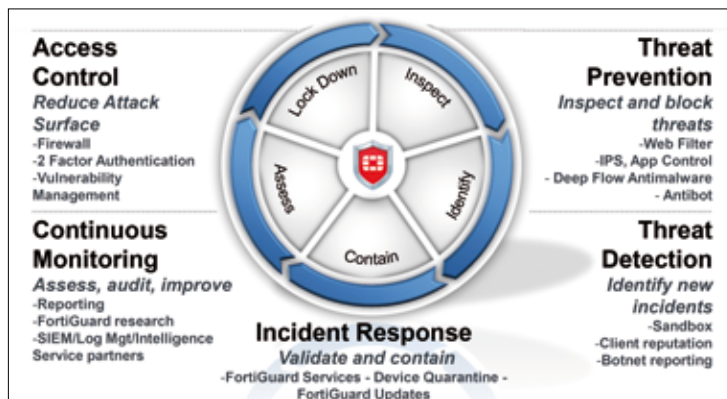 Access
Control
Reduce Attack
Surface
-Firewall
-2 Factor Authentication
-Vulnerability
Management
Lock Down
Inspect
Assess
Identify
Contain
Threat
Prevention
Inspect and block
threats
-Web Filter
-IPS, App Control
- Deep Flow Antimalware
- Antibot
Continuous
Monitoring
Assess, audit, improve
-Reporting
-FortiGuard research
-SIEM/Log Mgt/Intelligence
Service partners
Threat
Detection
Identify new
incidents
-Sandbox
-Client reputation
-Botnet reporting
Incident Response
Validate and contain
-FortiGuard Services - Device Quarantine -
FortiGuard Updates